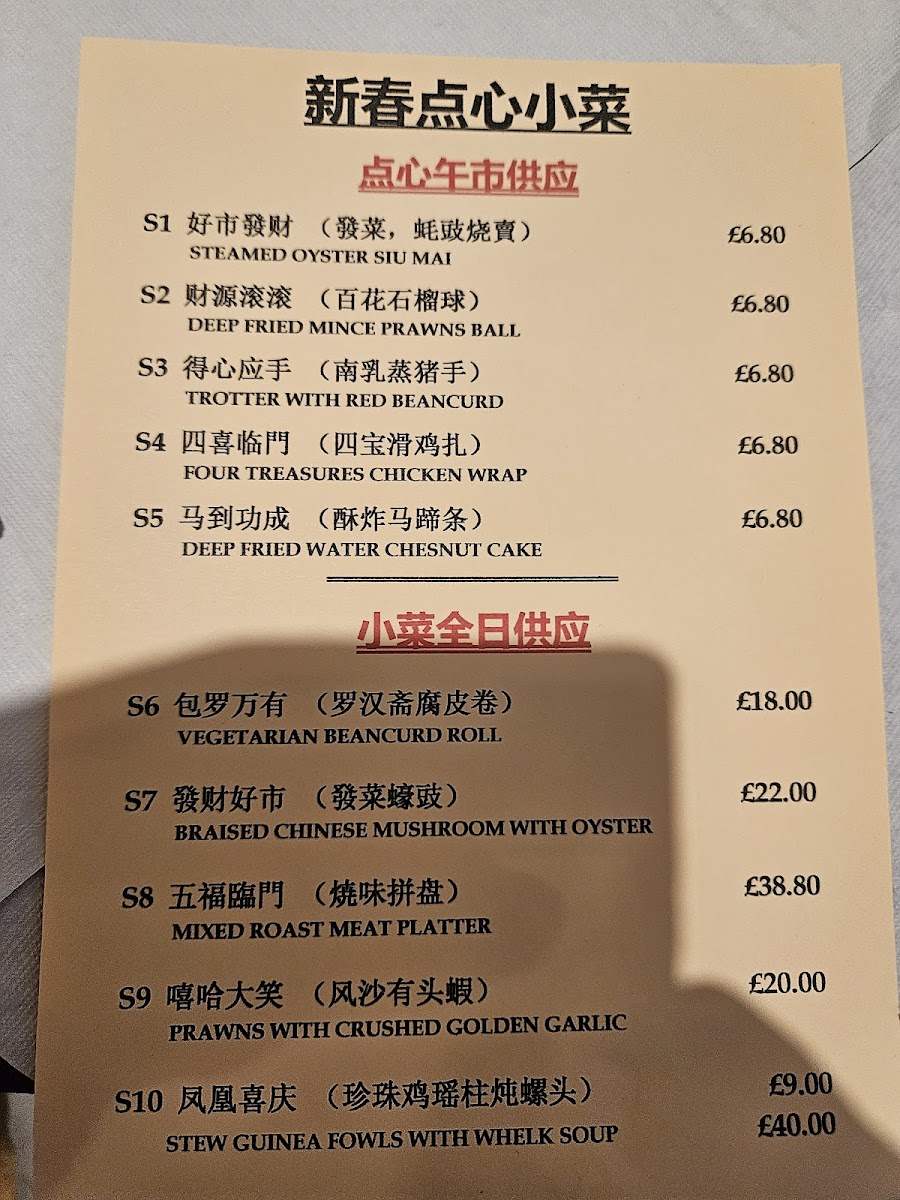 新春点心小菜
点心午市供应
S1 好市發财 （發菜，蚝豉烧賣） £6.80
STEAMED OYSTER SIU MAI
S2 财源滚滚 （百花石榴球） £6.80
DEEP FRIED MINCE PRAWNS BALL
S3 得心应手 （南乳蒸猪手） £6.80
TROTTER WITH RED BEANCURD
S4 四喜临門 （四宝滑鸡扎） £6.80
FOUR TREASURES CHICKEN WRAP
S5 马到功成 （酥炸马蹄条） £6.80
DEEP FRIED WATER CHESNUT CAKE
小菜全日供应
S6 包罗万有 （罗汉斋腐皮卷） £18.00
VEGETARIAN BEANCURD ROLL
S7 發财好市 （發菜蠔豉） £22.00
BRAISED CHINESE MUSHROOM WITH OYSTER
S8 五福臨門 （燒味拼盘） £38.80
MIXED ROAST MEAT PLATTER
S9 嘻哈大笑 （风沙有头蝦） £20.00
PRAWNS WITH CRUSHED GOLDEN GARLIC
S10 凤凰喜庆 （珍珠鸡瑶柱炖螺头） £9.00
STEW GUINEA FOWLS WITH WHELK SOUP £40.00